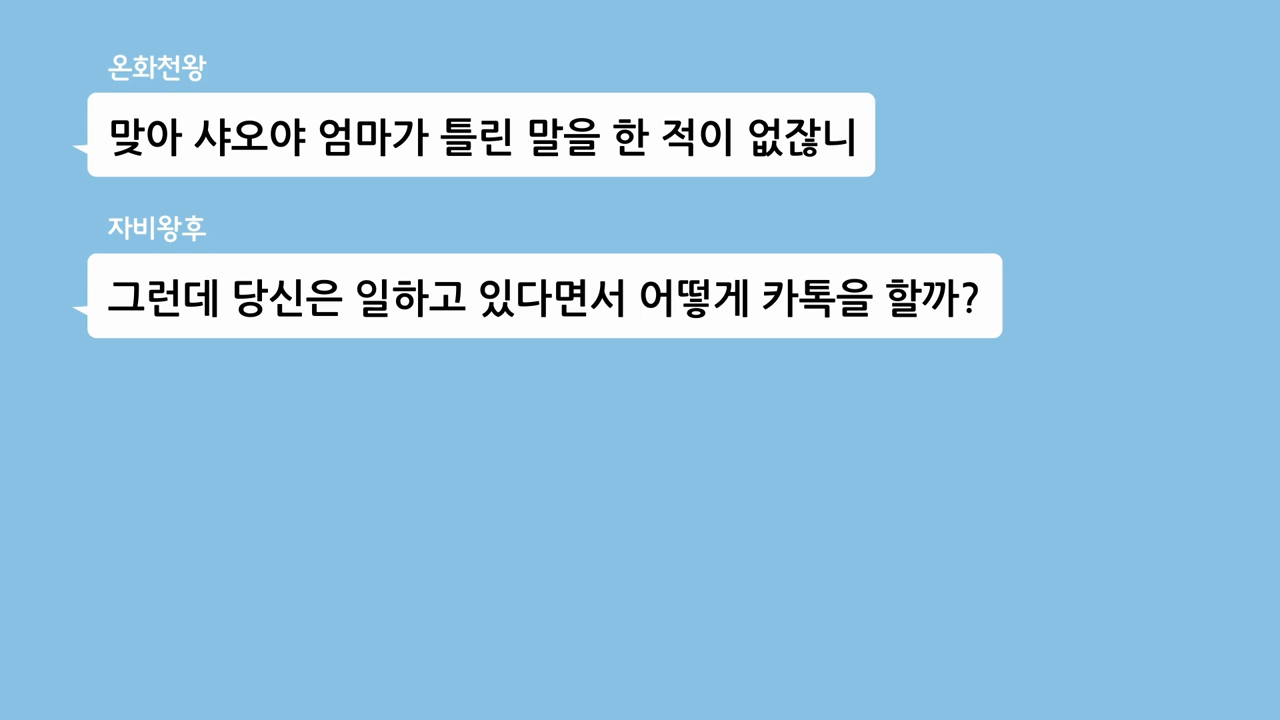 온화천왕
맞아 샤오야 엄마가 틀린 말을 한 적이 없잖니
자비왕후
그런데 당신은 일하고 있다면서 어떻게 카톡을 할까?